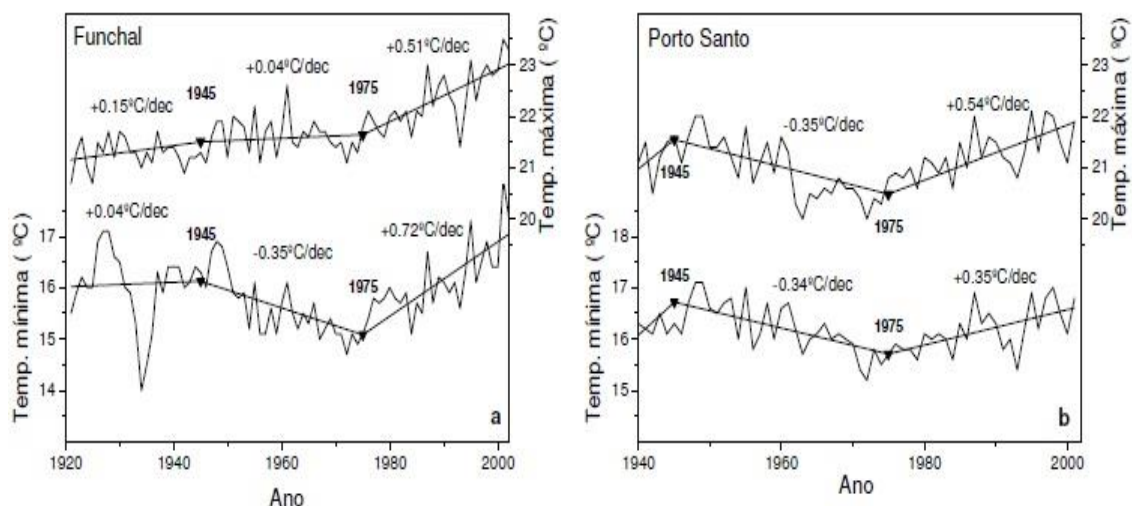 Funchal
+0.51ºC/dec
+0.04ºC/dec
1945
1975
+0.15ºC/dec
+0.04ºC/dec
1945
-0.35ºC/dec
+0.72ºC/dec
1975
a
Temp. mínima ( ºC)
17
16
15
14
Temp. máxima ( ºC)
23
22
21
20
1920
1940
1960
1980
2000
Ano
Porto Santo
+0.54ºC/dec
-0.35ºC/dec
1945
1975
1945
-0.34ºC/dec
+0.35ºC/dec
1975
b
Temp. mínima ( ºC)
18
17
16
15
Temp. máxima ( ºC)
23
22
21
20
1940
1960
1980
2000
Ano